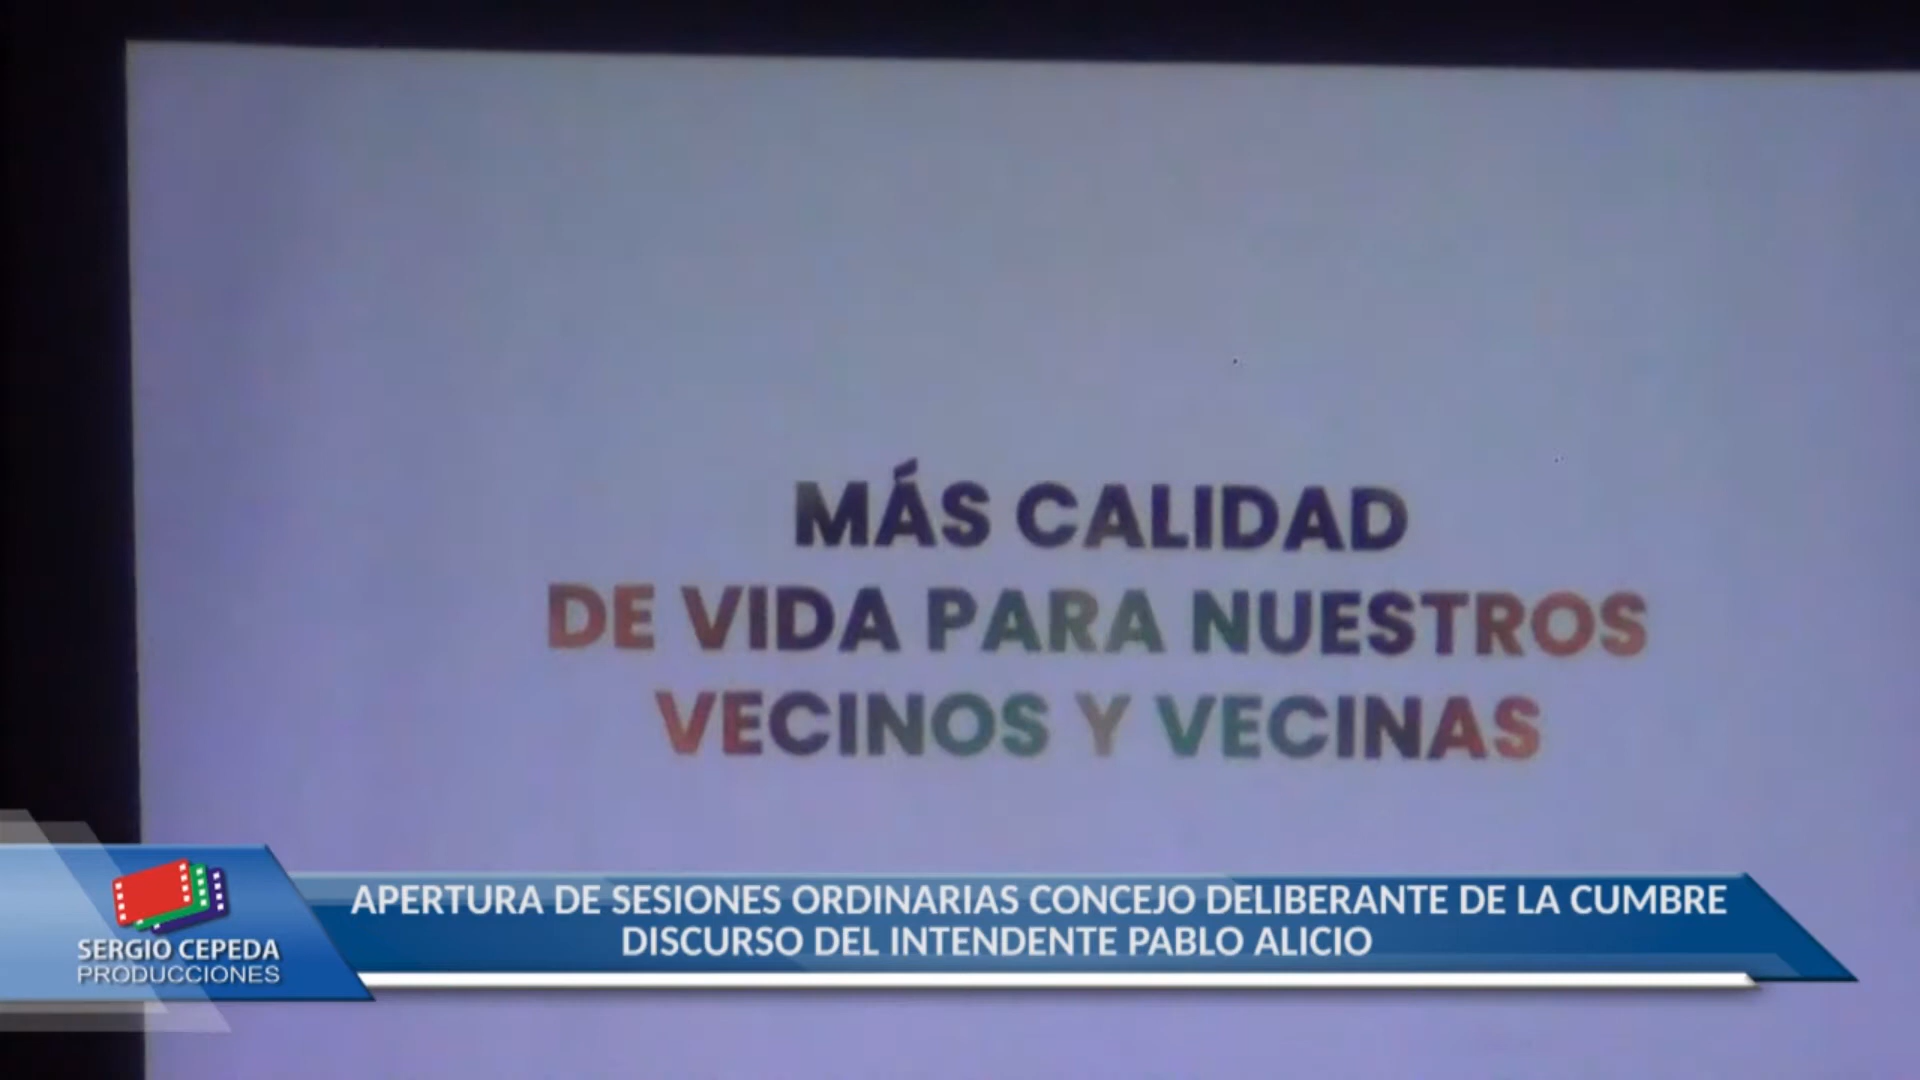 MÁS CALIDAD
DE VIDA PARA NUESTROS
VECINOS Y VECINAS
APERTURA DE SESIONES ORDINARIAS CONCEJO DELIBERANTE DE LA CUMBRE
DISCURSO DEL INTENDENTE PABLO ALICIO
SERGIO CEPEDA
PRODUCCIONES